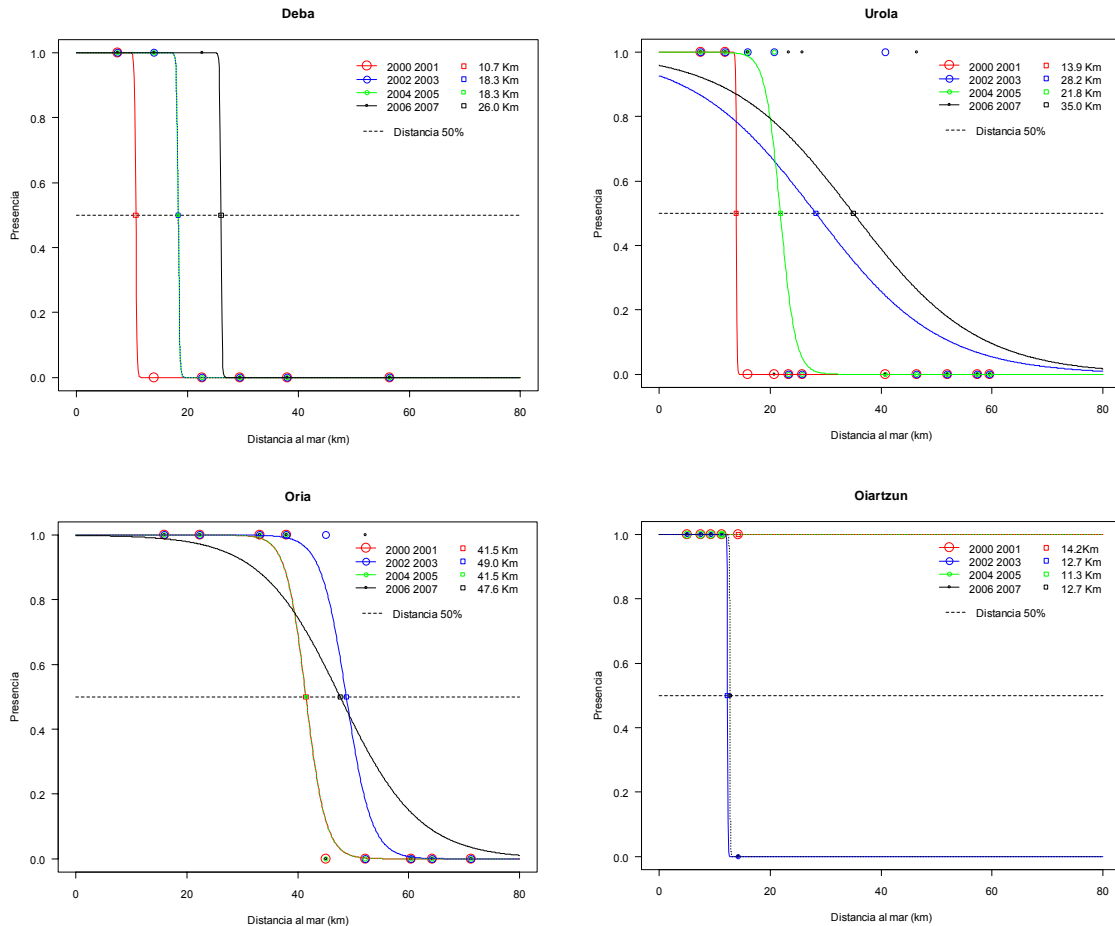 Deba
Presencia
1.0
0.8
0.6
0.4
0.2
0.0
2000 2001 10.7 Km
2002 2003 18.3 Km
2004 2005 18.3 Km
2006 2007 26.0 Km
Distancia 50%
0 20 40 60 80
Distancia al mar (km)
Urola
Presencia
1.0
0.8
0.6
0.4
0.2
0.0
2000 2001 13.9 Km
2002 2003 28.2 Km
2004 2005 21.8 Km
2006 2007 35.0 Km
Distancia 50%
0 20 40 60 80
Distancia al mar (km)
Oria
Presencia
1.0
0.8
0.6
0.4
0.2
0.0
2000 2001 41.5 Km
2002 2003 49.0 Km
2004 2005 41.5 Km
2006 2007 47.6 Km
Distancia 50%
0 20 40 60 80
Distancia al mar (km)
Oiartzun
Presencia
1.0
0.8
0.6
0.4
0.2
0.0
2000 2001 14.2Km
2002 2003 12.7 Km
2004 2005 11.3 Km
2006 2007 12.7 Km
Distancia 50%
0 20 40 60 80
Distancia al mar (km)